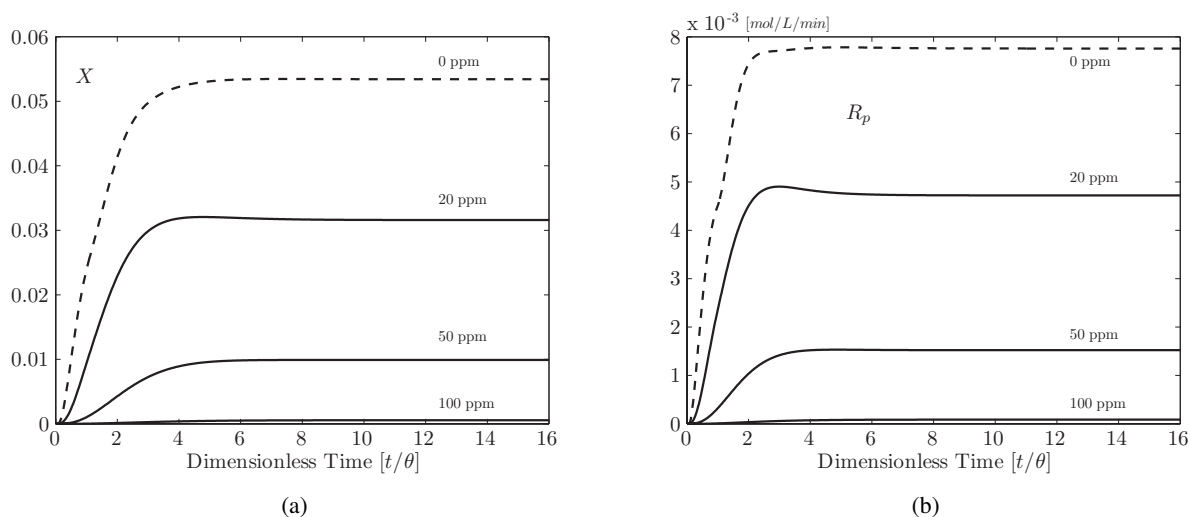 0.06
0.05
0.04
0.03
0.02
0.01
0
0 2 4 6 8 10 12 14 16
X
0 ppm
20 ppm
50 ppm
100 ppm
Dimensionless Time [t/θ]
(a)
x 10⁻³ [mol/L/min]
8
7
6
5
4
3
2
1
0
0 2 4 6 8 10 12 14 16
0 ppm
Rₚ
20 ppm
50 ppm
100 ppm
Dimensionless Time [t/θ]
(b)